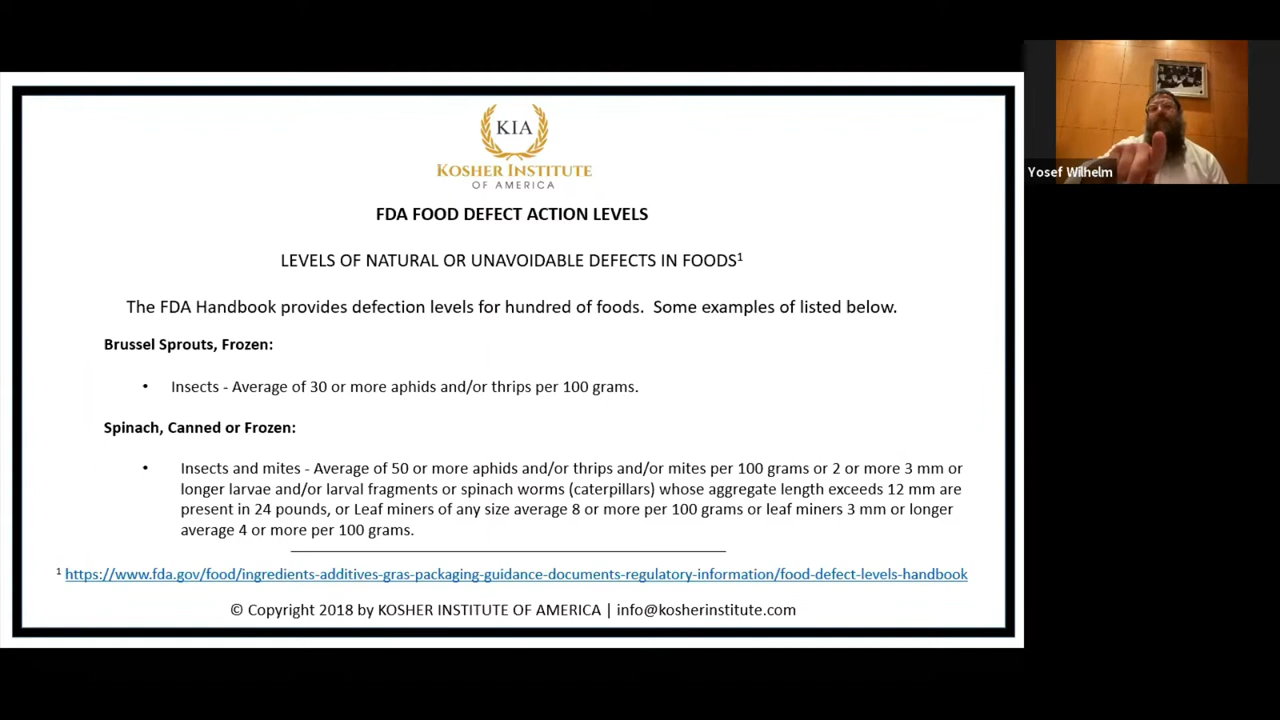 KIA
KOSHER INSTITUTE
OF AMERICA
FDA FOOD DEFECT ACTION LEVELS
LEVELS OF NATURAL OR UNAVOIDABLE DEFECTS IN FOODS¹
The FDA Handbook provides defection levels for hundred of foods.  Some examples of listed below.
Brussel Sprouts, Frozen:
• Insects - Average of 30 or more aphids and/or thrips per 100 grams.
Spinach, Canned or Frozen:
• Insects and mites - Average of 50 or more aphids and/or thrips and/or mites per 100 grams or 2 or more 3 mm or
longer larvae and/or larval fragments or spinach worms (caterpillars) whose aggregate length exceeds 12 mm are
present in 24 pounds, or Leaf miners of any size average 8 or more per 100 grams or leaf miners 3 mm or longer
average 4 or more per 100 grams.
¹ https://www.fda.gov/food/ingredients-additives-gras-packaging-guidance-documents-regulatory-information/food-defect-levels-handbook
© Copyright 2018 by KOSHER INSTITUTE OF AMERICA | info@kosherinstitute.com
Yosef Wilhelm